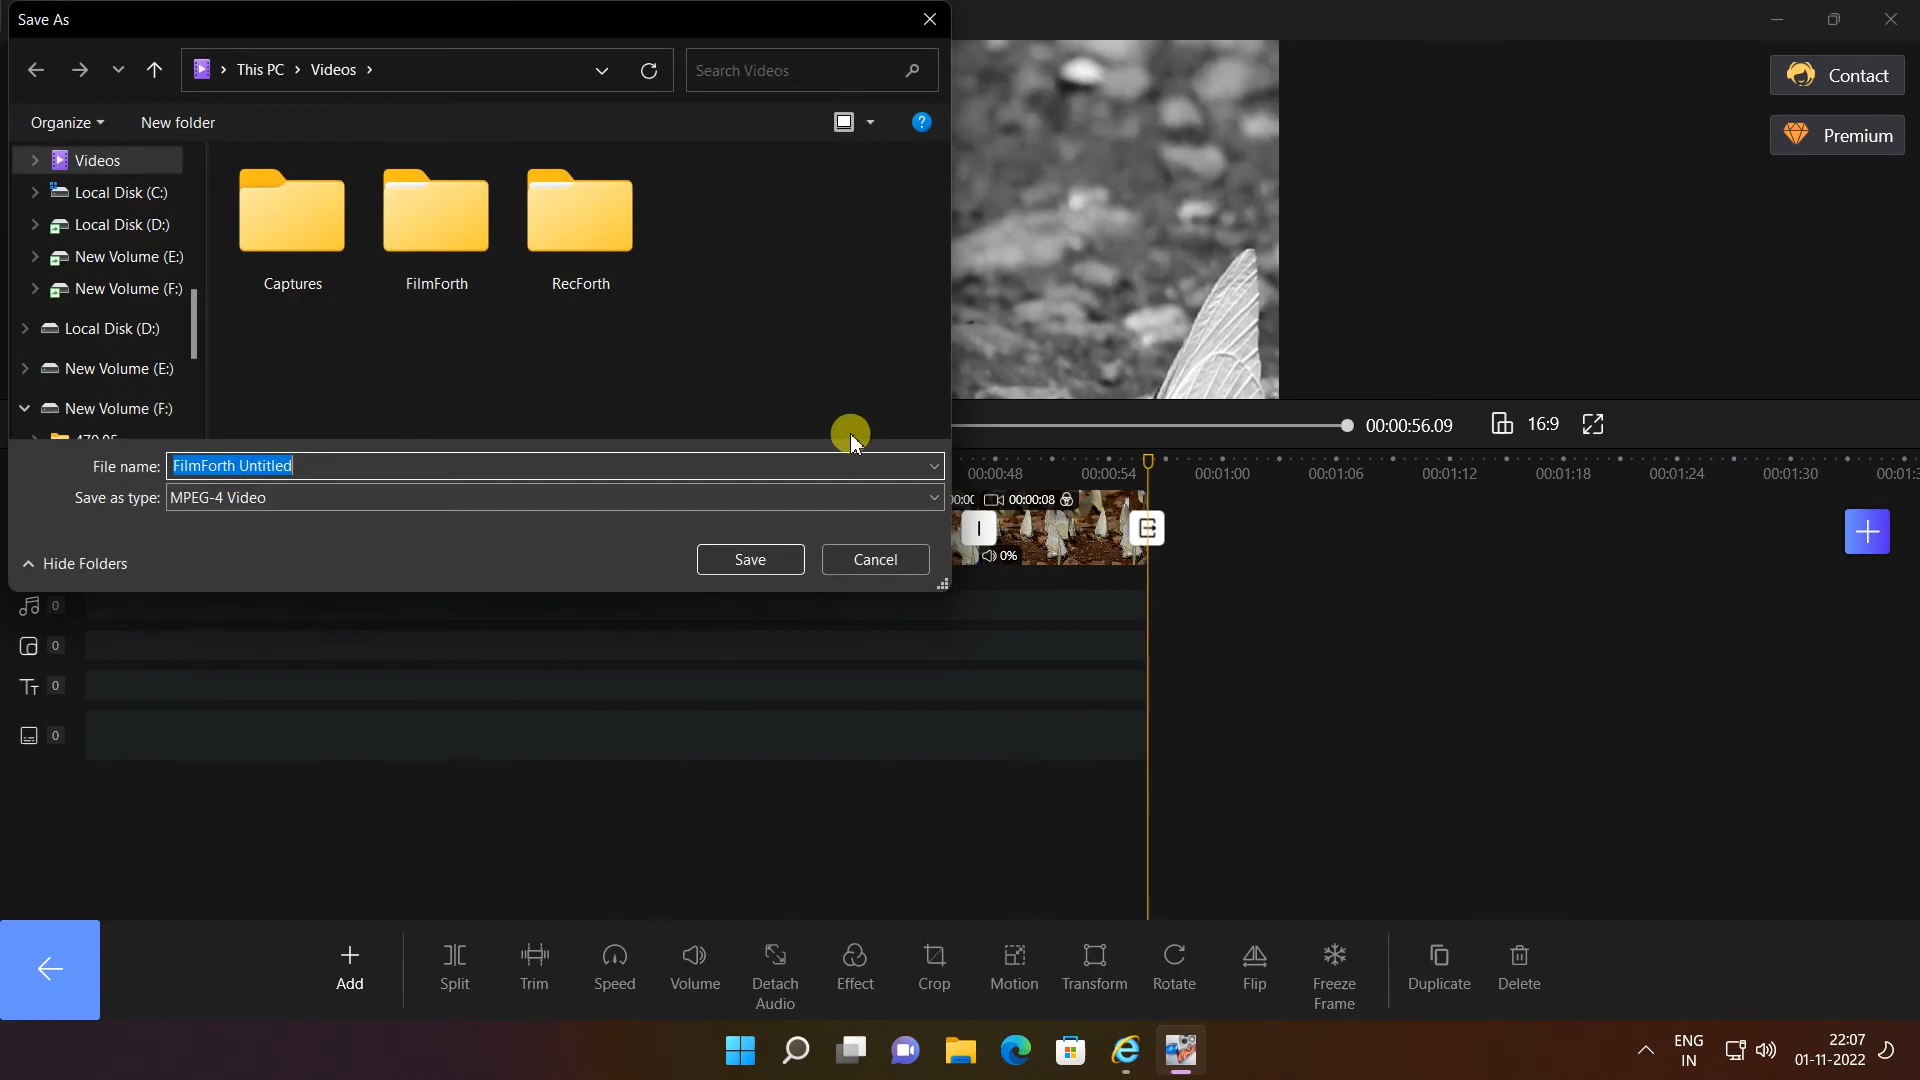 Save As
This PC
Videos
Search Videos
Organize
New folder
?
Contact
Premium
Videos
Local Disk (C:)
Local Disk (D:)
New Volume (E:)
New Volume (F:)
Local Disk (D:)
New Volume (E:)
New Volume (F:)
Captures
FilmForth
RecForth
00:00:56.09
16:9
File name: FilmForth Untitled
Save as type: MPEG-4 Video
Hide Folders
Save
Cancel
00:00:48
00:00:54
00:01:00
00:01:06
00:01:12
00:01:18
00:01:24
00:01:30
00:00:08
0%
0
0
0
0
Add
Split
Trim
Speed
Volume
Detach Audio
Effect
Crop
Motion
Transform
Rotate
Flip
Freeze Frame
Duplicate
Delete
ENG
IN
22:07
01-11-2022